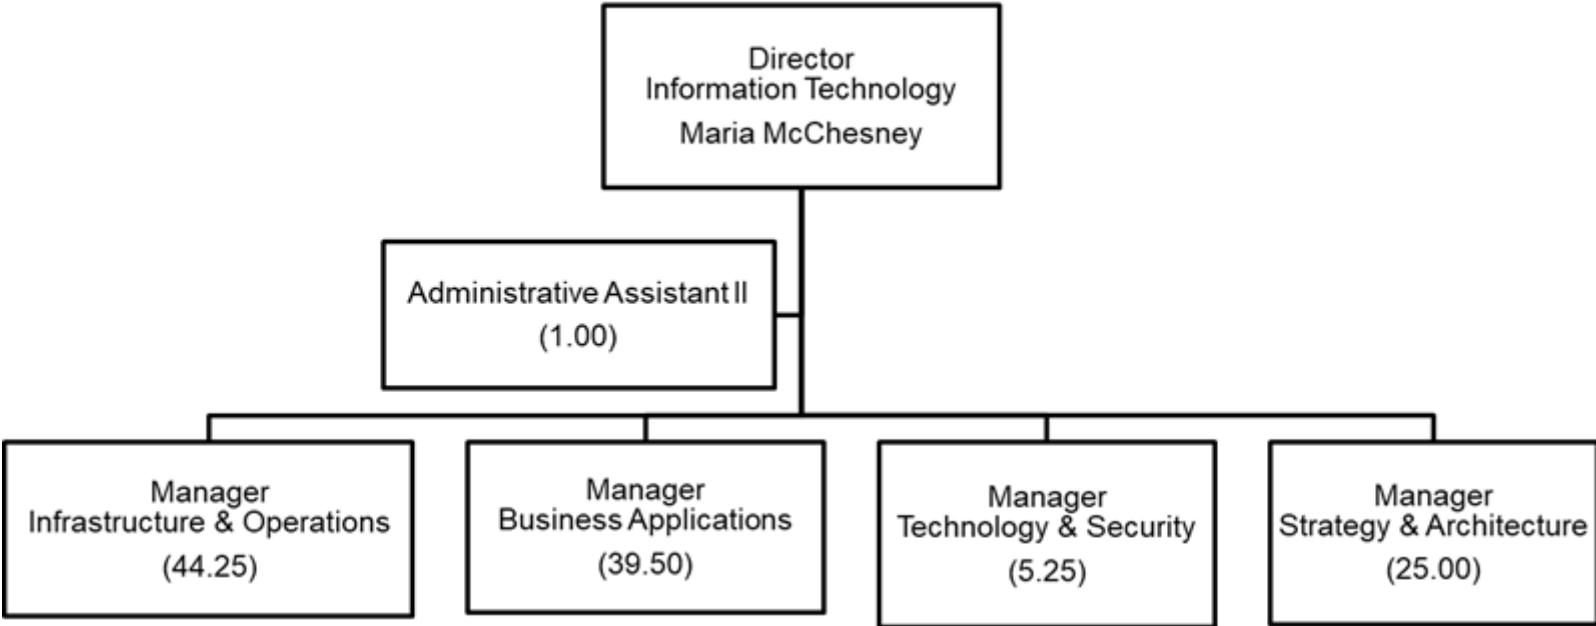 Director
Information Technology
Maria McChesney
Administrative Assistant II
(1.00)
Manager
Infrastructure & Operations
(44.25)
Manager
Business Applications
(39.50)
Manager
Technology & Security
(5.25)
Manager
Strategy & Architecture
(25.00)